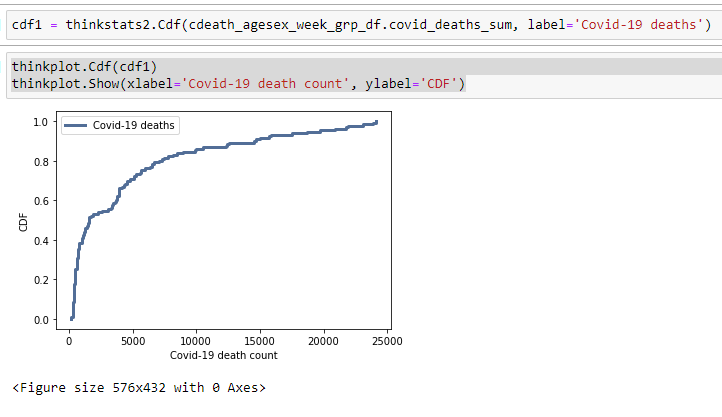 cdf1 = thinkstats2.Cdf(cdeath_agesex_week_grp_df.covid_deaths_sum, label='Covid-19 deaths')
thinkplot.Cdf(cdf1)
thinkplot.Show(xlabel='Covid-19 death count', ylabel='CDF')
Covid-19 deaths
1.0
0.8
0.6
0.4
0.2
0.0
CDF
0 5000 10000 15000 20000 25000
Covid-19 death count
<Figure size 576x432 with 0 Axes>